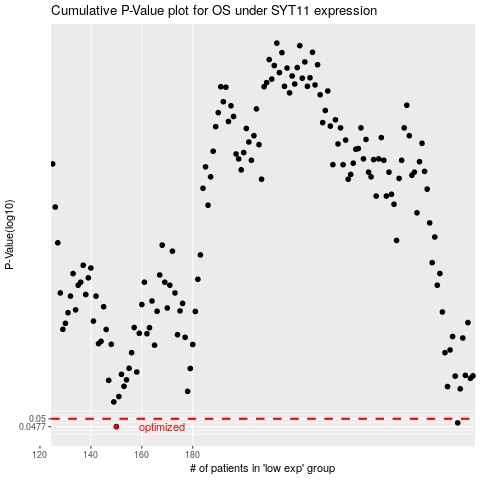 Cumulative P-Value plot for OS under SYT11 expression
P-Value(log10)
0.05
0.0477
optimized
120 140 160 180
# of patients in 'low exp' group